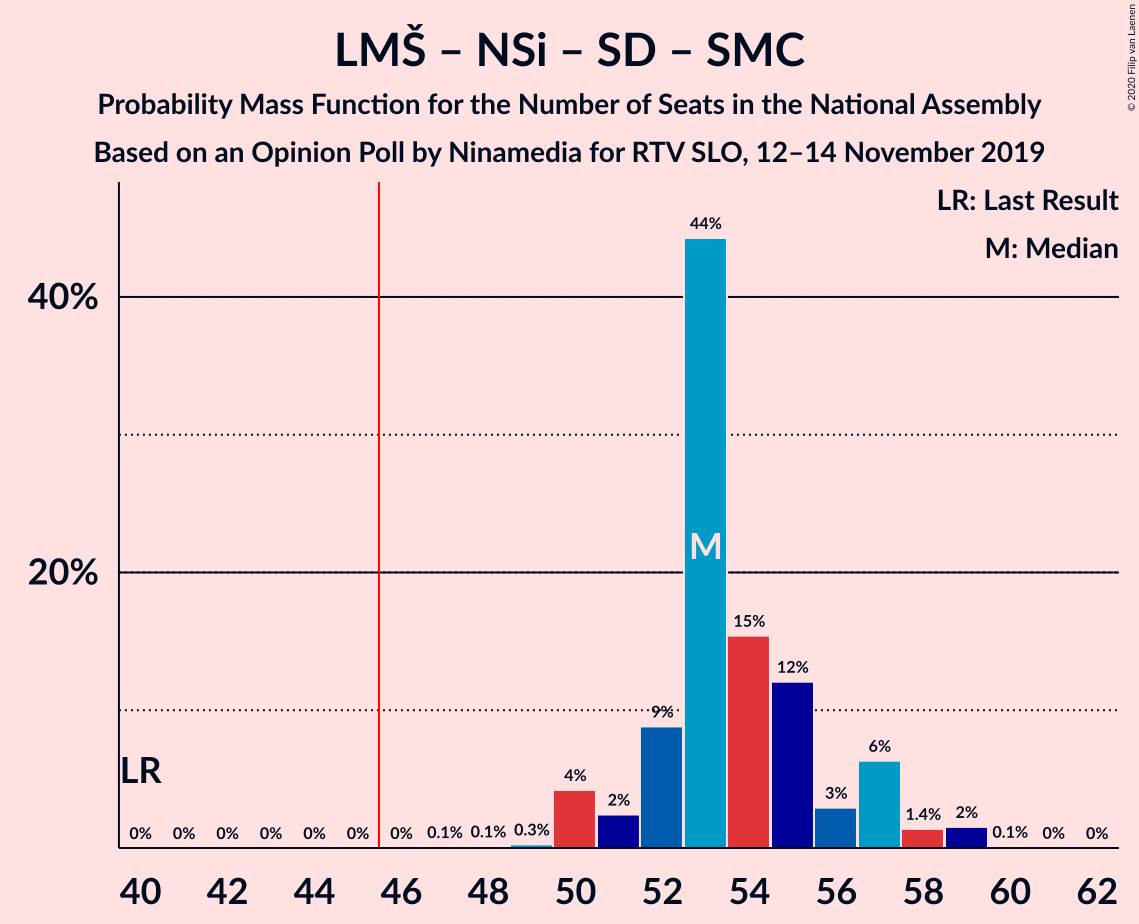 LMŠ – NSi – SD – SMC
Probability Mass Function for the Number of Seats in the National Assembly
Based on an Opinion Poll by Ninamedia for RTV SLO, 12–14 November 2019
© 2020 Filip van Laenen
LR: Last Result
M: Median
44%
40%
M
20%
15%
12%
9%
LR
6%
4%
3%
2%
1.4%
2%
0% 0% 0% 0% 0% 0% 0% 0.1% 0.1% 0.3% 0.1% 0% 0%
40 42 44 46 48 50 52 54 56 58 60 62